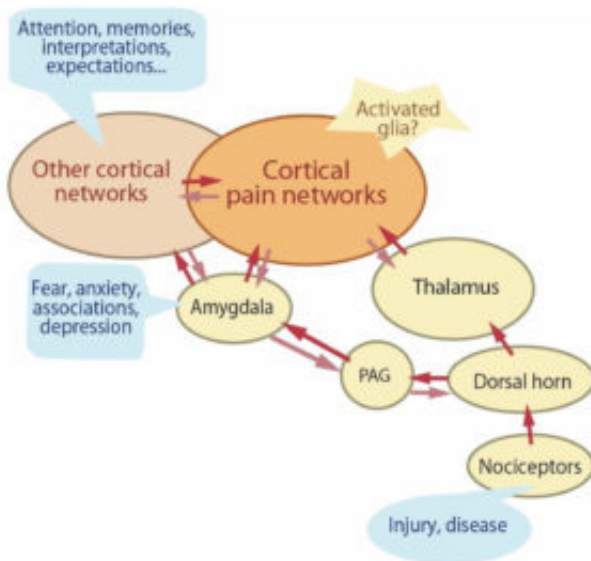 Attention, memories,
interpretations,
expectations...
Activated
glia?
Other cortical
networks
Cortical
pain networks
Fear, anxiety,
associations,
depression
Amygdala
Thalamus
PAG
Dorsal horn
Nociceptors
Injury, disease